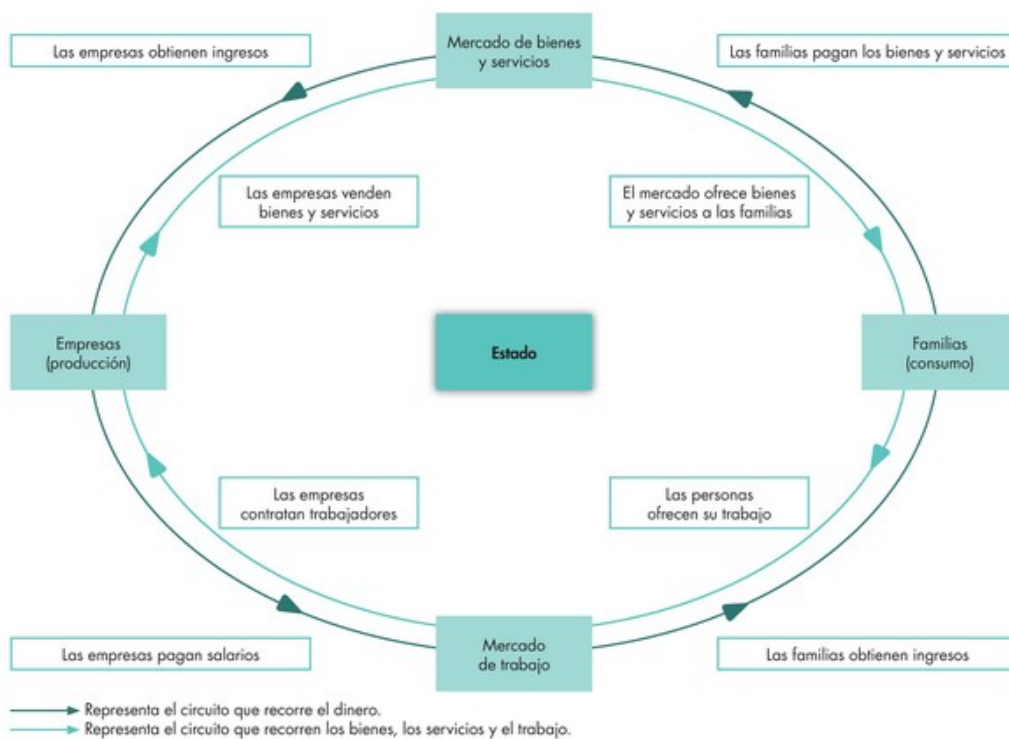 Las empresas obtienen ingresos
Mercado de bienes
y servicios
Las familias pagan los bienes y servicios
Las empresas venden
bienes y servicios
El mercado ofrece bienes
y servicios a las familias
Empresas
(producción)
Estado
Familias
(consumo)
Las empresas
contratan trabajadores
Las personas
ofrecen su trabajo
Las empresas pagan salarios
Mercado
de trabajo
Las familias obtienen ingresos
Representa el circuito que recorre el dinero.
Representa el circuito que recorren los bienes, los servicios y el trabajo.